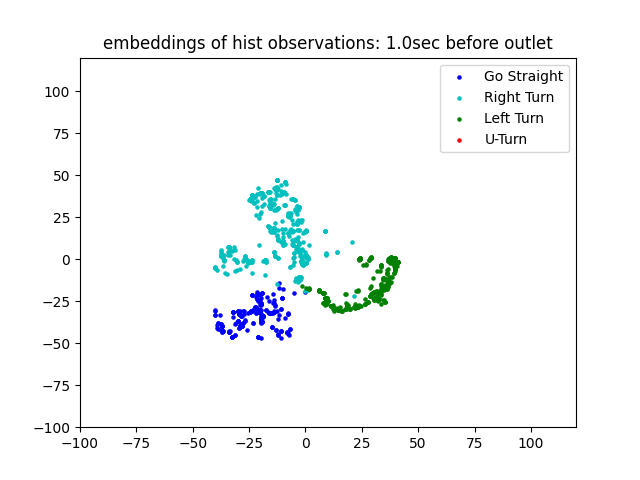 embeddings of hist observations: 1.0sec before outlet
Go Straight
Right Turn
Left Turn
U-Turn
100
75
50
25
0
−25
−50
−75
−100
−100 −75 −50 −25 0 25 50 75 100